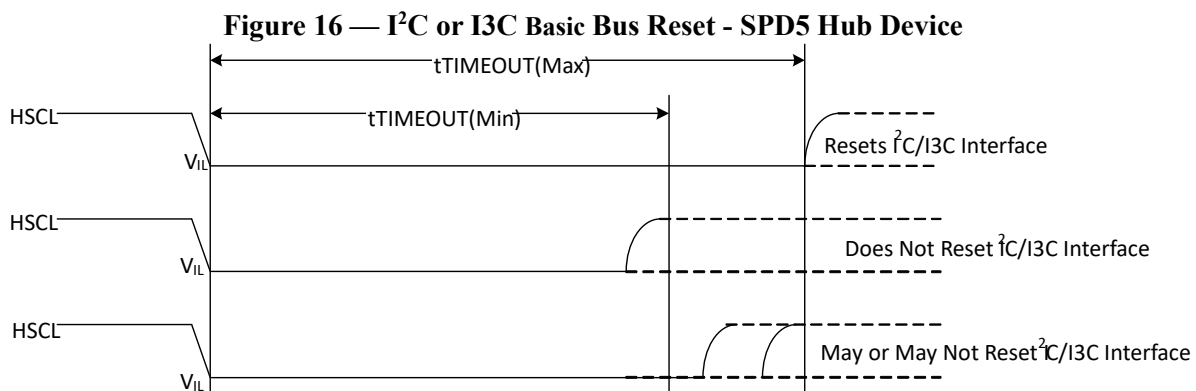 Figure 16 — I²C or I3C Basic Bus Reset - SPD5 Hub Device
tTIMEOUT(Max)
HSCL
tTIMEOUT(Min)
Resets I²C/I3C Interface
VIL
HSCL
Does Not Reset I²C/I3C Interface
VIL
HSCL
May or May Not Reset I²C/I3C Interface
VIL